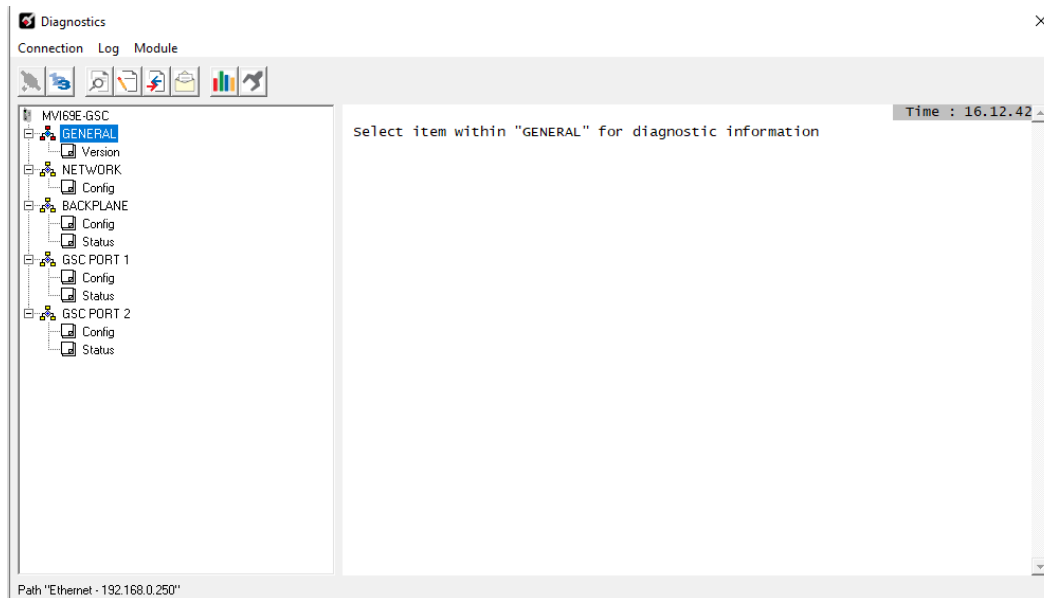 Diagnostics
Connection Log Module
MVI69E-GSC
GENERAL
Version
NETWORK
Config
BACKPLANE
Config
Status
GSC PORT 1
Config
Status
GSC PORT 2
Config
Status
Time : 16.12.42
Select item within "GENERAL" for diagnostic information
Path "Ethernet - 192.168.0.250"